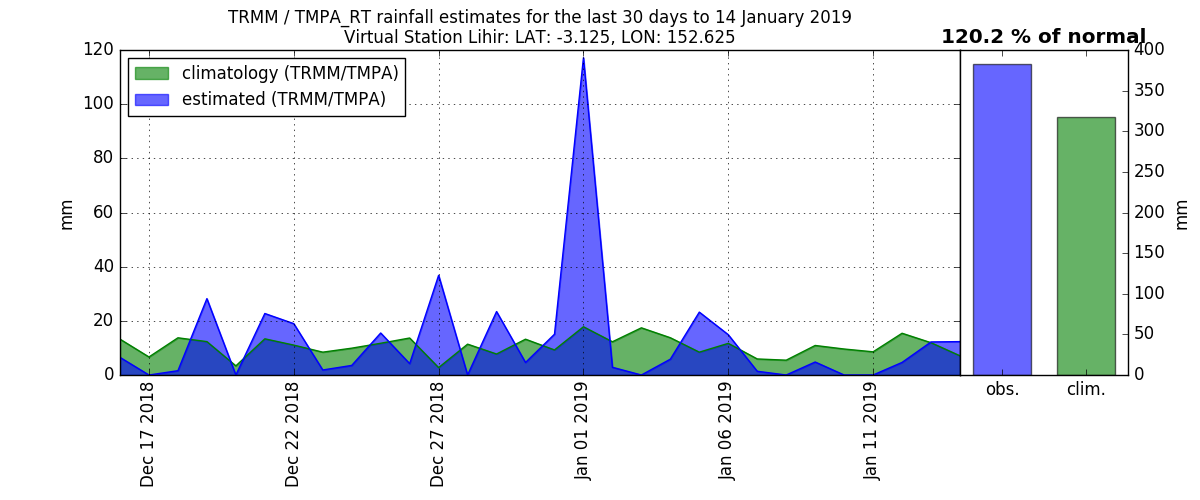 TRMM / TMPA_RT rainfall estimates for the last 30 days to 14 January 2019
Virtual Station Lihir: LAT: -3.125, LON: 152.625
120.2 % of normal
climatology (TRMM/TMPA)
estimated (TRMM/TMPA)
120
100
80
60
40
20
0
mm
400
350
300
250
200
150
100
50
0
mm
Dec 17 2018
Dec 22 2018
Dec 27 2018
Jan 01 2019
Jan 06 2019
Jan 11 2019
obs.
clim.